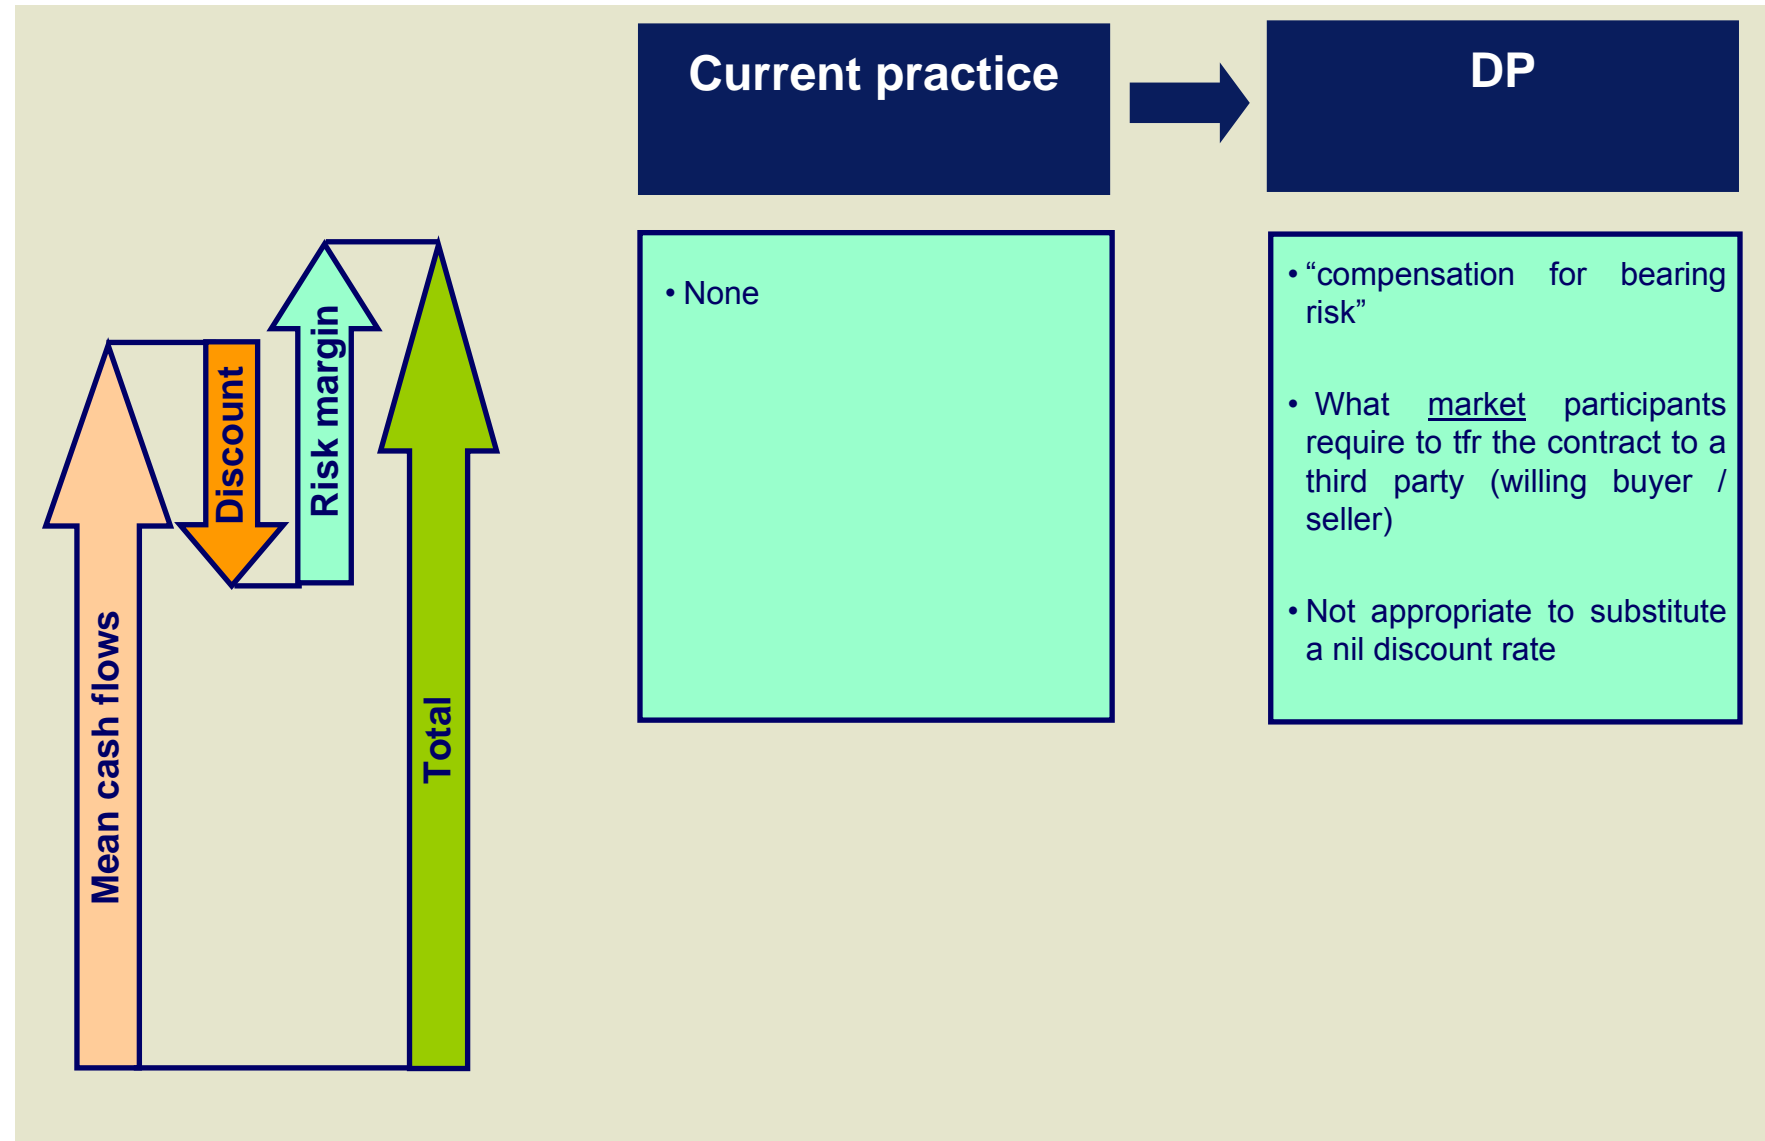 Current practice
DP
• None
• “compensation for bearing
risk”
• What market participants
require to tfr the contract to a
third party (willing buyer /
seller)
• Not appropriate to substitute
a nil discount rate
Mean cash flows
Discount
Risk margin
Total